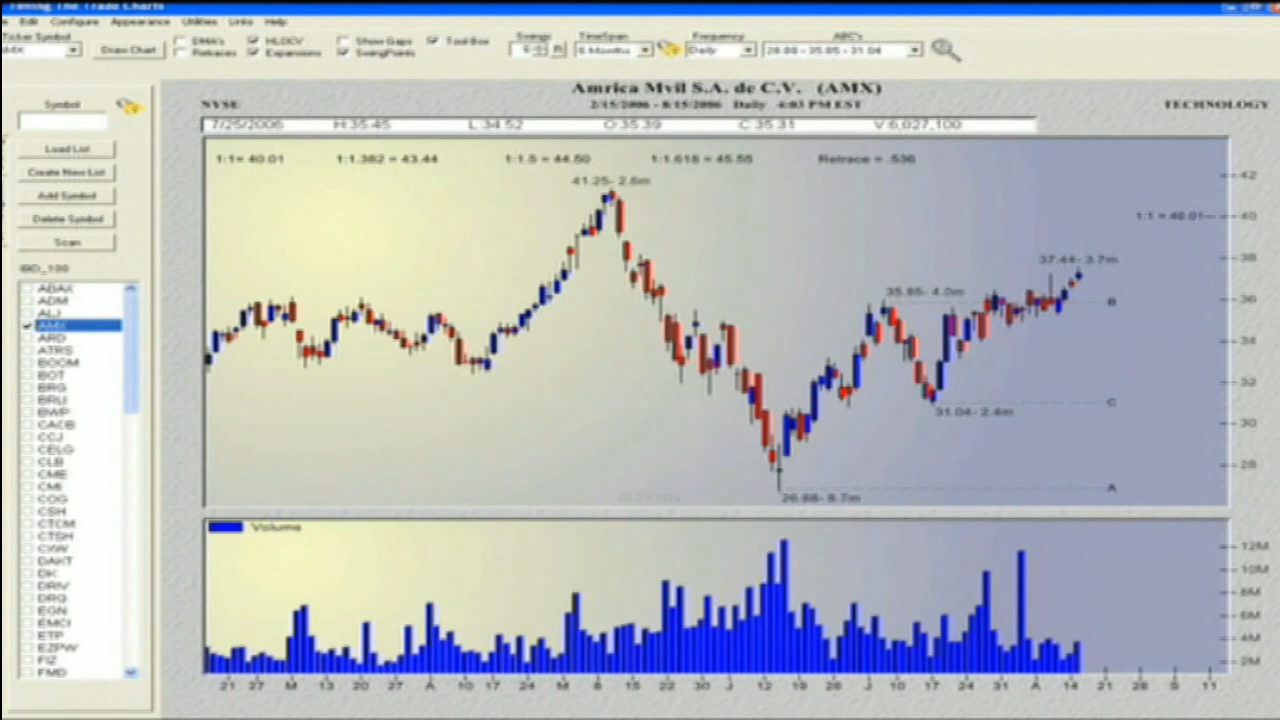 Timing The Trade Charts
Edit Configure Appearance Utilities Links Help
Ticker Symbol
AMX
Draw Chart
DMA's
Retraces
HLOCV
Expansions
Show Gaps
SwingPoints
Tool Box
Swings
TimeSpan
6 Months
Frequency
Daily
ABC's
26.88 - 35.85 - 31.04
Amrica Mvil S.A. de C.V. (AMX)
NYSE
2/15/2006 - 8/15/2006 Daily 4:03 PM EST
TECHNOLOGY
7/25/2006 H:35.45 L:34.52 O:35.39 C:35.31 V:6,027,100
1:1= 40.01 1:1.382 = 43.44 1:1.5 = 44.50 1:1.618 = 45.55 Retrace = .536
41.25- 2.6m
1:1 = 40.01
37.44- 3.7m
35.85- 4.0m
B
C
31.04- 2.4m
A
26.88- 8.7m
42
40
38
36
34
32
30
28
Volume
12M
10M
8M
6M
4M
2M
21 27 M 13 20 27 A 10 17 24 M 8 15 22 30 J 12 19 26 J 10 17 24 31 A 14 21 28 S 11
Symbol
Load List
Create New List
Add Symbol
Delete Symbol
Scan
IBD_100
ABAX
ADM
ALJ
AMX
ARD
ATRS
BOOM
BOT
BRG
BRLI
BWP
CACB
CCJ
CELG
CLB
CME
CMI
COG
CSH
CTCM
CTSH
CXW
DAKT
DK
DRIV
DRQ
EGN
EMCI
ETP
EZPW
FIZ
FMD